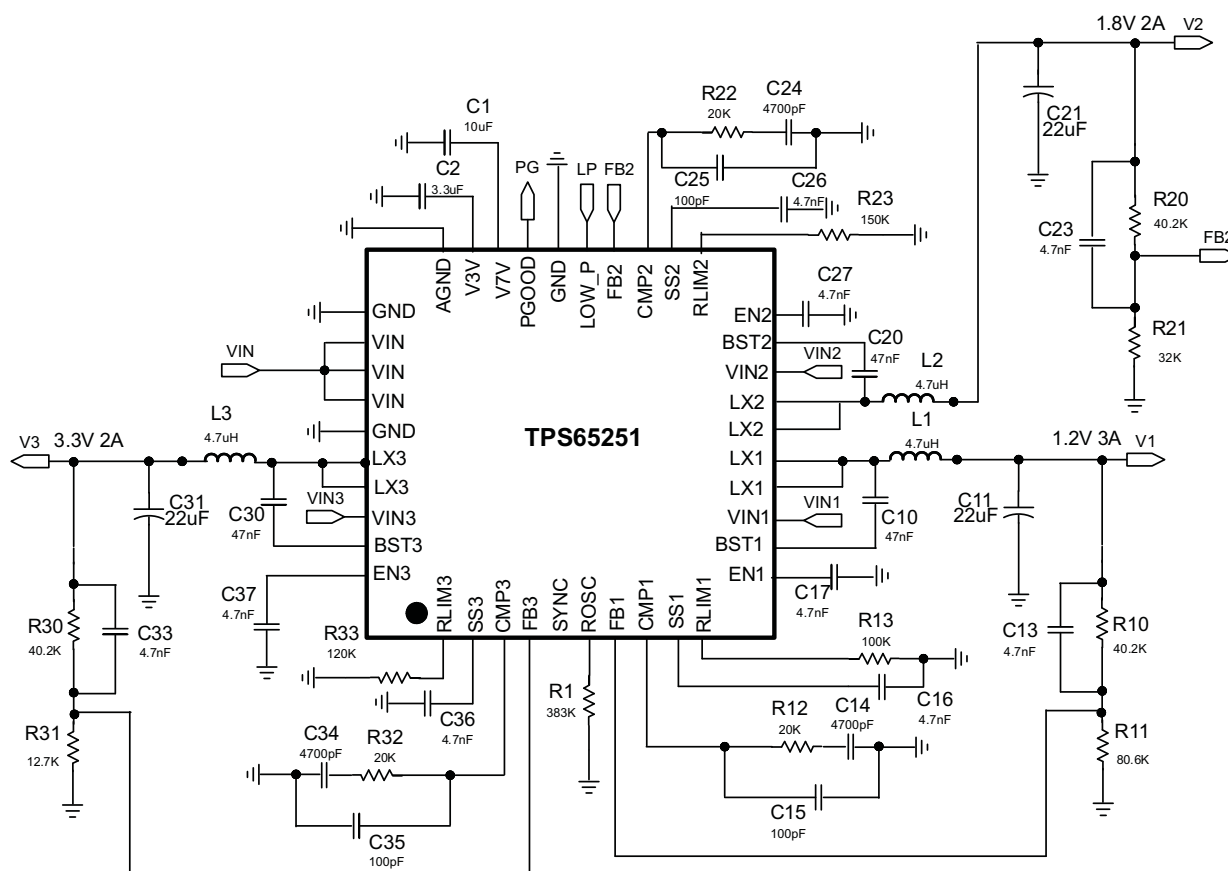 1.8V 2A
V2
C24
4700pF
R22
20K
C1
10uF
C21
22uF
PG
LP
FB2
C2
3.3uF
C25
100pF
C26
4.7nF
R23
150K
R20
40.2K
C23
4.7nF
FB2
AGND
V3V
V7V
PGOOD
GND
LOW_P
FB2
CMP2
SS2
RLIM2
C27
4.7nF
GND
EN2
R21
32K
VIN
VIN
BST2
C20
47nF
VIN
VIN2
VIN2
L2
4.7uH
VIN
LX2
L3
4.7uH
GND
TPS65251
LX2
L1
4.7uH
V3
3.3V 2A
1.2V 3A
V1
LX3
LX1
LX3
LX1
C31
22uF
C30
47nF
VIN3
VIN3
VIN1
VIN1
C10
47nF
C11
22uF
BST3
BST1
EN3
EN1
C37
4.7nF
C17
4.7nF
RLIM3
SS3
CMP3
FB3
SYNC
ROSC
FB1
CMP1
SS1
RLIM1
R30
40.2K
C33
4.7nF
R33
120K
R13
100K
C13
4.7nF
R10
40.2K
C36
4.7nF
R1
383K
C16
4.7nF
R31
12.7K
C34
4700pF
R32
20K
R12
20K
C14
4700pF
R11
80.6K
C35
100pF
C15
100pF